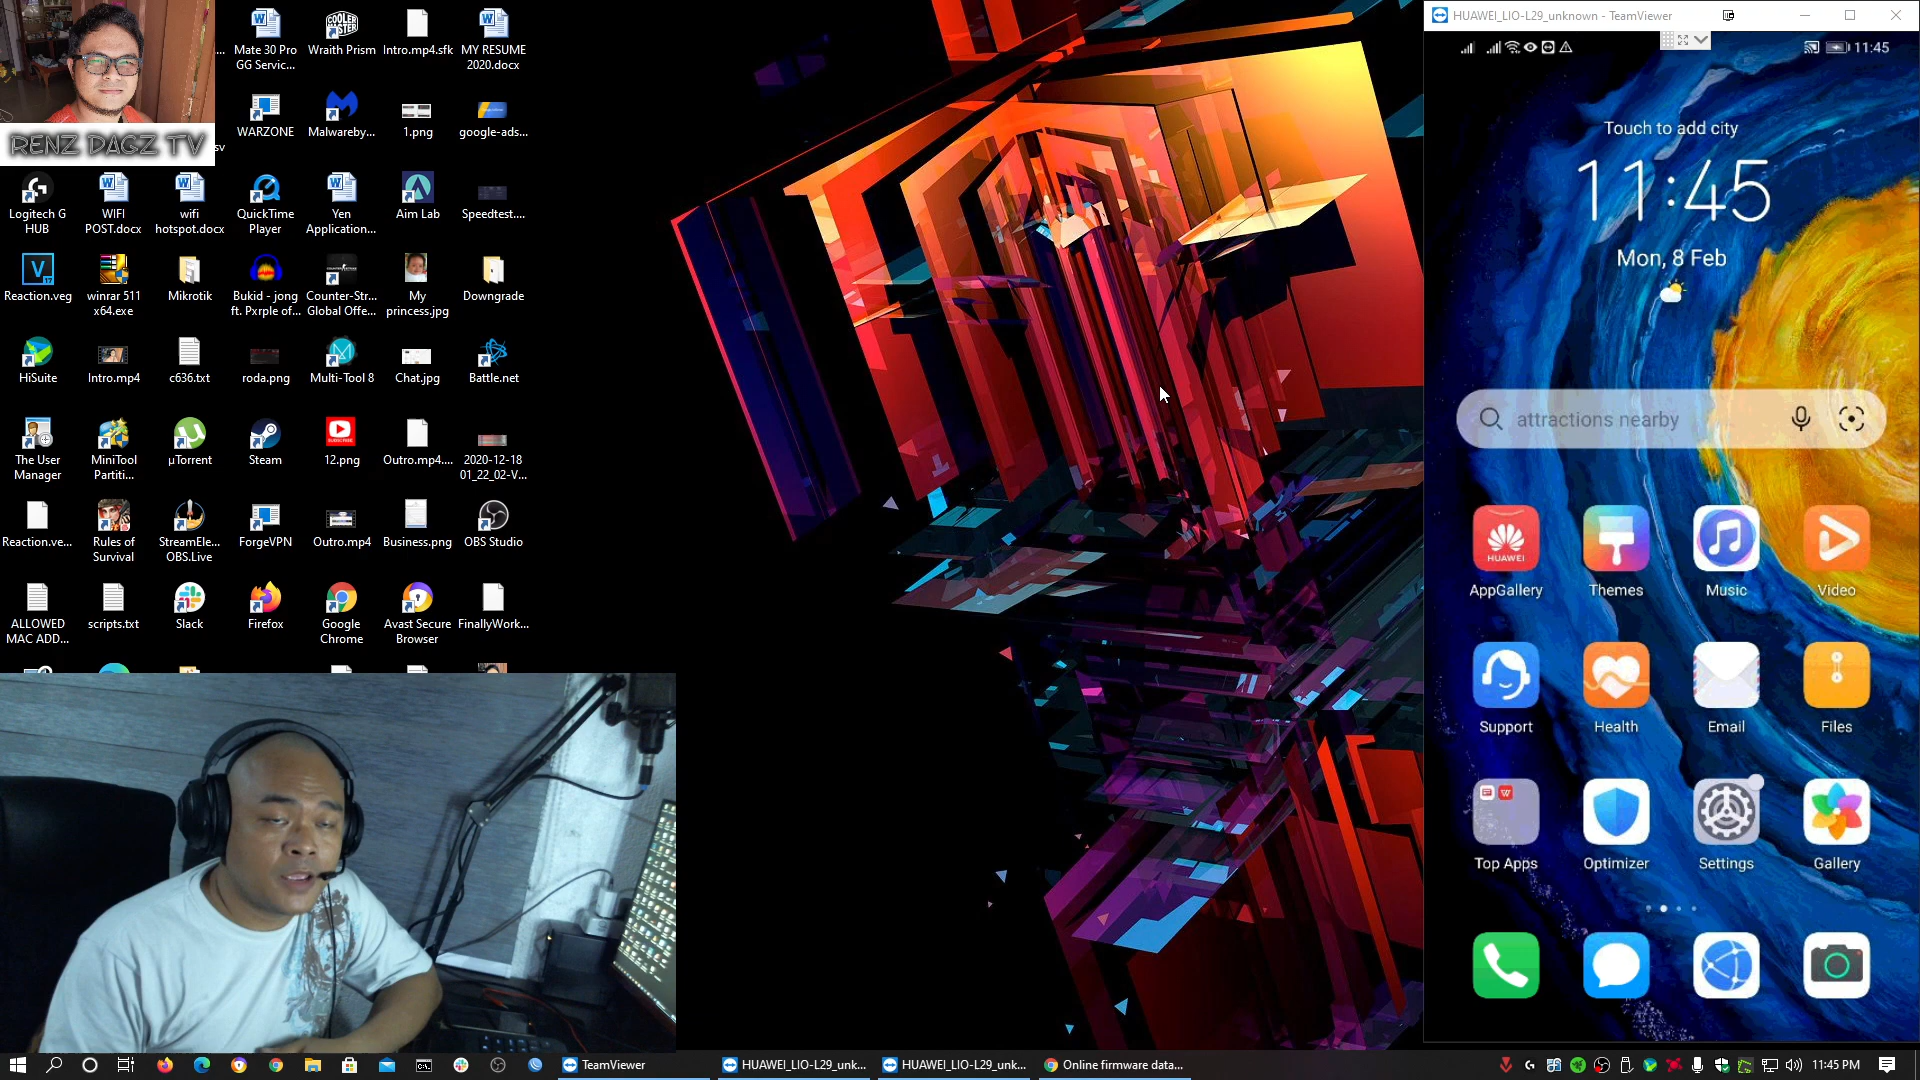 RENZ DAGZ TV
Mate 30 Pro
GG Servic...
Wraith Prism
Intro.mp4.sfk
MY RESUME
2020.docx
WARZONE
Malwareby...
1.png
google-ads...
Logitech G
HUB
WIFI
POST.docx
wifi
hotspot.docx
QuickTime
Player
Yen
Application...
Aim Lab
Speedtest....
Reaction.veg
winrar 511
x64.exe
Mikrotik
Bukid - jong
ft. Pxrple of...
Counter-Str...
Global Offe...
My
princess.jpg
Downgrade
HiSuite
Intro.mp4
c636.txt
roda.png
Multi-Tool 8
Chat.jpg
Battle.net
The User
Manager
MiniTool
Partiti...
µTorrent
Steam
12.png
Outro.mp4....
2020-12-18
01_22_02-V...
Reaction.ve...
Rules of
Survival
StreamEle...
OBS.Live
ForgeVPN
Outro.mp4
Business.png
OBS Studio
ALLOWED
MAC ADD...
scripts.txt
Slack
Firefox
Google
Chrome
Avast Secure
Browser
FinallyWork...
HUAWEI_LIO-L29_unknown - TeamViewer
11:45
Touch to add city
11:45
Mon, 8 Feb
attractions nearby
HUAWEI
AppGallery
Themes
Music
Video
Support
Health
Email
Files
Top Apps
Optimizer
Settings
Gallery
TeamViewer
HUAWEI_LIO-L29_unk...
HUAWEI_LIO-L29_unk...
Online firmware data...
11:45 PM